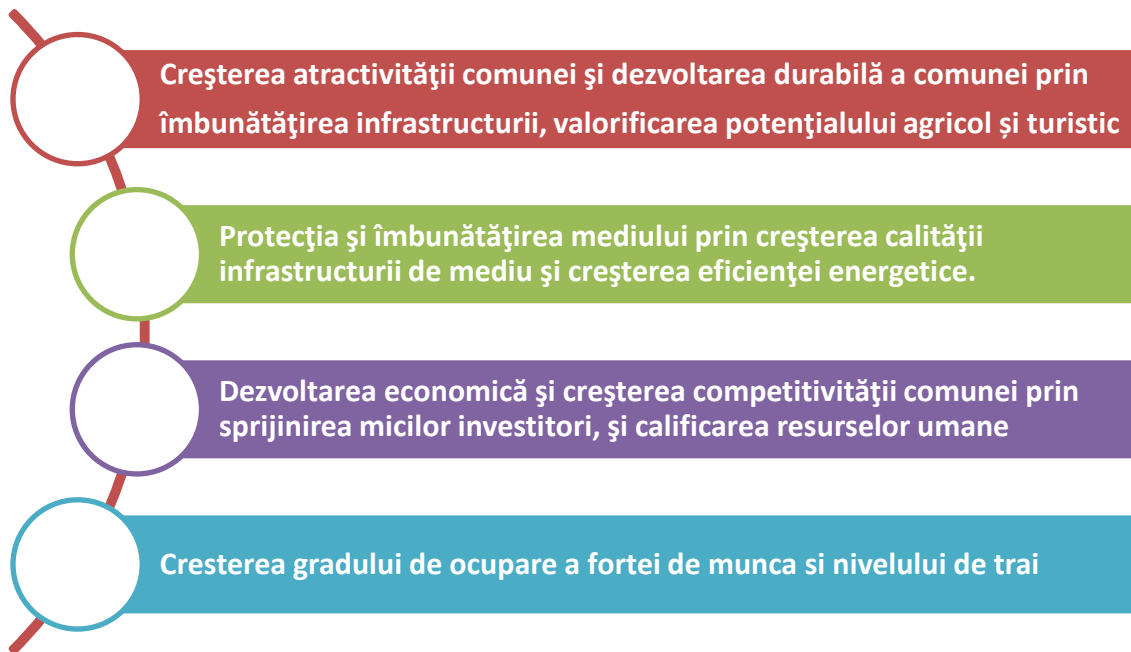 Creşterea atractivităţii comunei şi dezvoltarea durabilă a comunei prin
îmbunătăţirea infrastructurii, valorificarea potenţialului agricol și turistic
Protecţia şi îmbunătăţirea mediului prin creşterea calităţii
infrastructurii de mediu şi creşterea eficienţei energetice.
Dezvoltarea economică şi creşterea competitivităţii comunei prin
sprijinirea micilor investitori, şi calificarea resurselor umane
Cresterea gradului de ocupare a fortei de munca si nivelului de trai